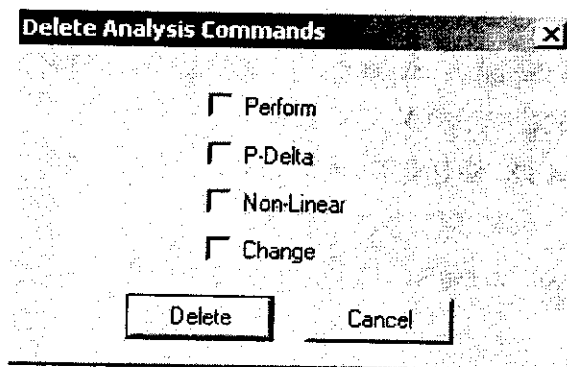 Delete Analysis Commands
Perform
P-Delta
Non-Linear
Change
Delete Cancel